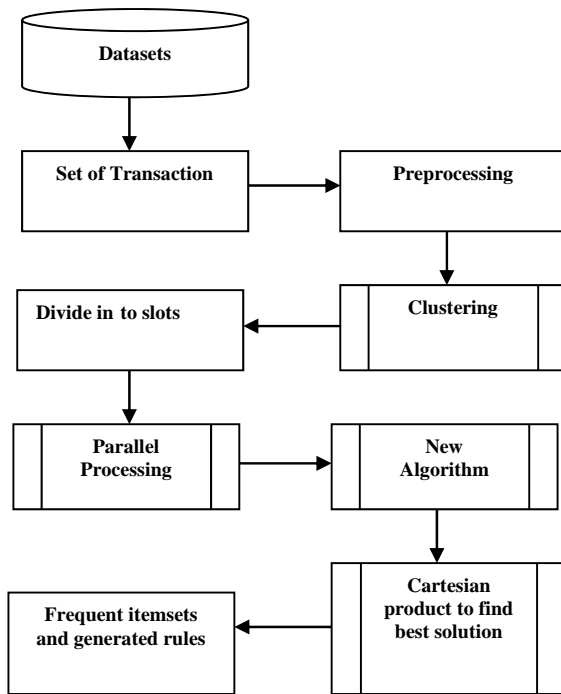 Datasets
Set of Transaction
Preprocessing
Clustering
Divide in to slots
Parallel
Processing
New
Algorithm
Cartesian
product to find
best solution
Frequent itemsets
and generated rules